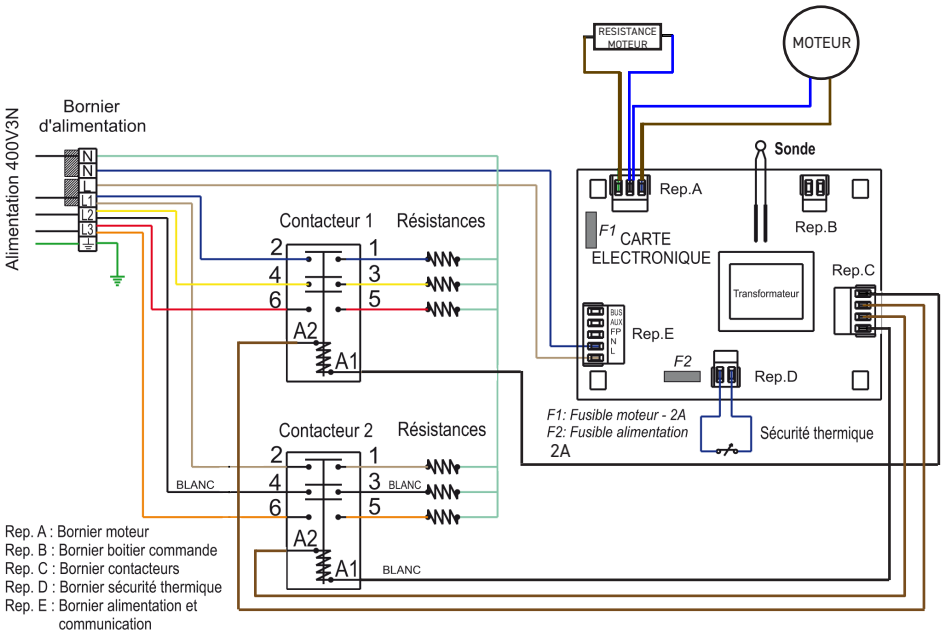 RESISTANCE
MOTEUR
MOTEUR
Alimentation 400V3N
Bornier
d'alimentation
N
N
L
L1
L2
L3
Sonde
Rep.A
Rep.B
F1
CARTE
ELECTRONIQUE
Transformateur
Rep.C
Contacteur 1
Résistances
2
1
4
3
6
5
A2
A1
BUS
AUX
FP
N
L
Rep.E
F2
Rep.D
F1: Fusible moteur - 2A
F2: Fusible alimentation
2A
Sécurité thermique
Contacteur 2
Résistances
2
1
4
3
BLANC
BLANC
6
5
A2
A1
BLANC
Rep. A : Bornier moteur
Rep. B : Bornier boitier commande
Rep. C : Bornier contacteurs
Rep. D : Bornier sécurité thermique
Rep. E : Bornier alimentation et
communication